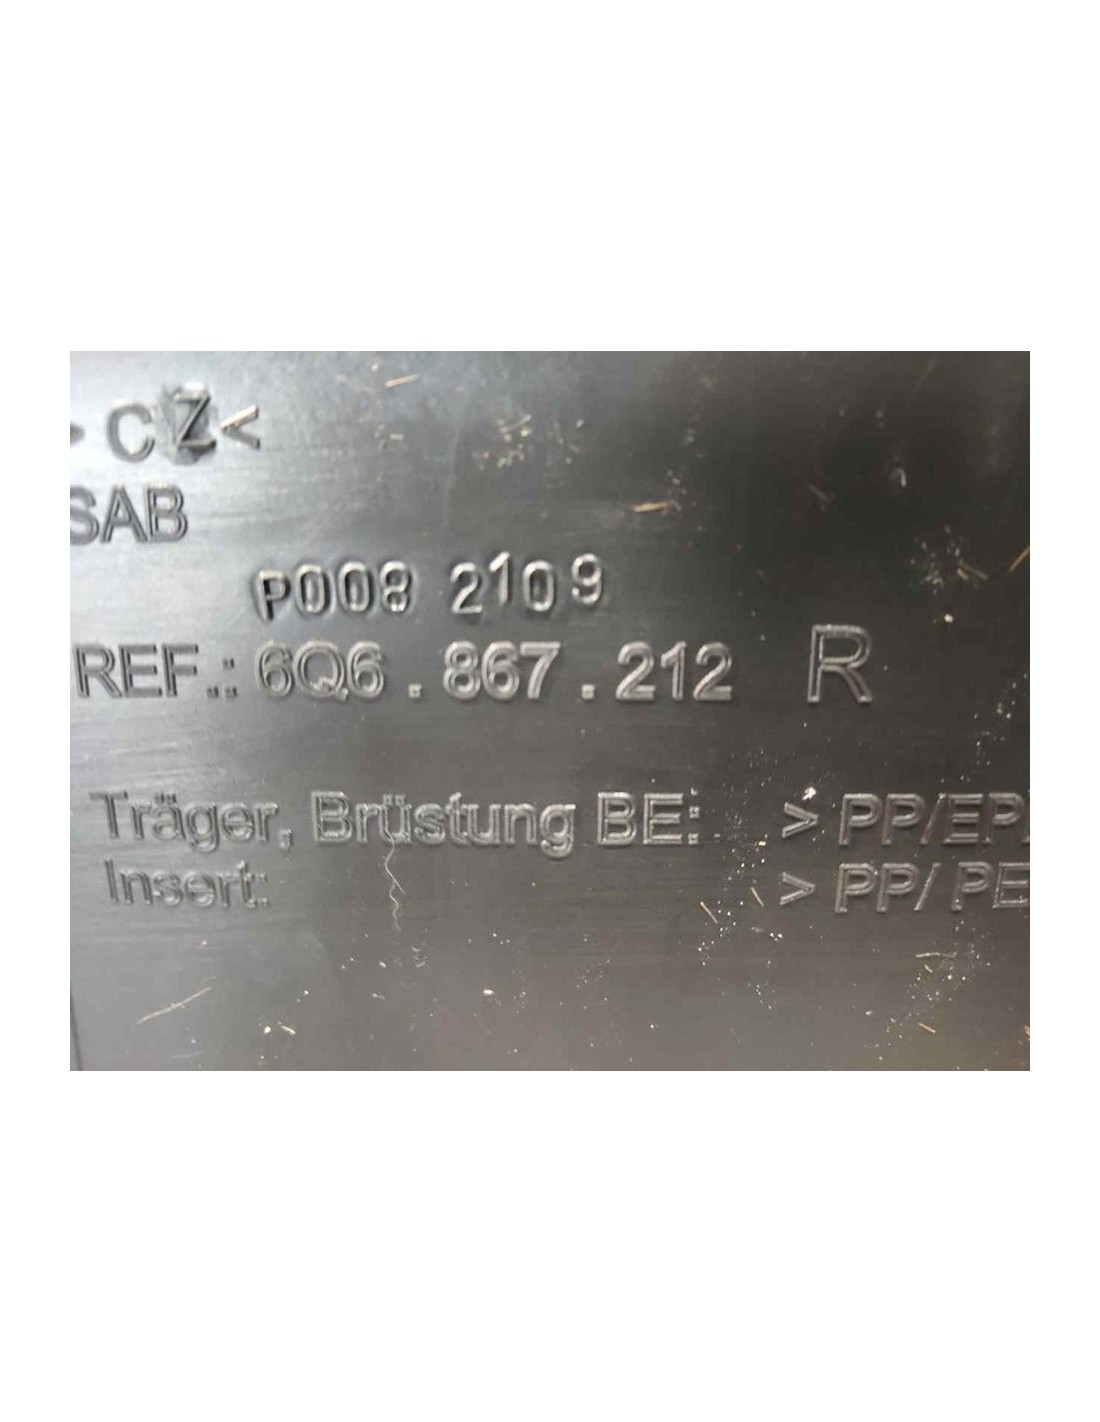 > CZ<
SAB
P008 2109
REF.: 6Q6 . 867 . 212 R
Träger, Brüstung BE: > PP/EP
Insert: > PP/ PE